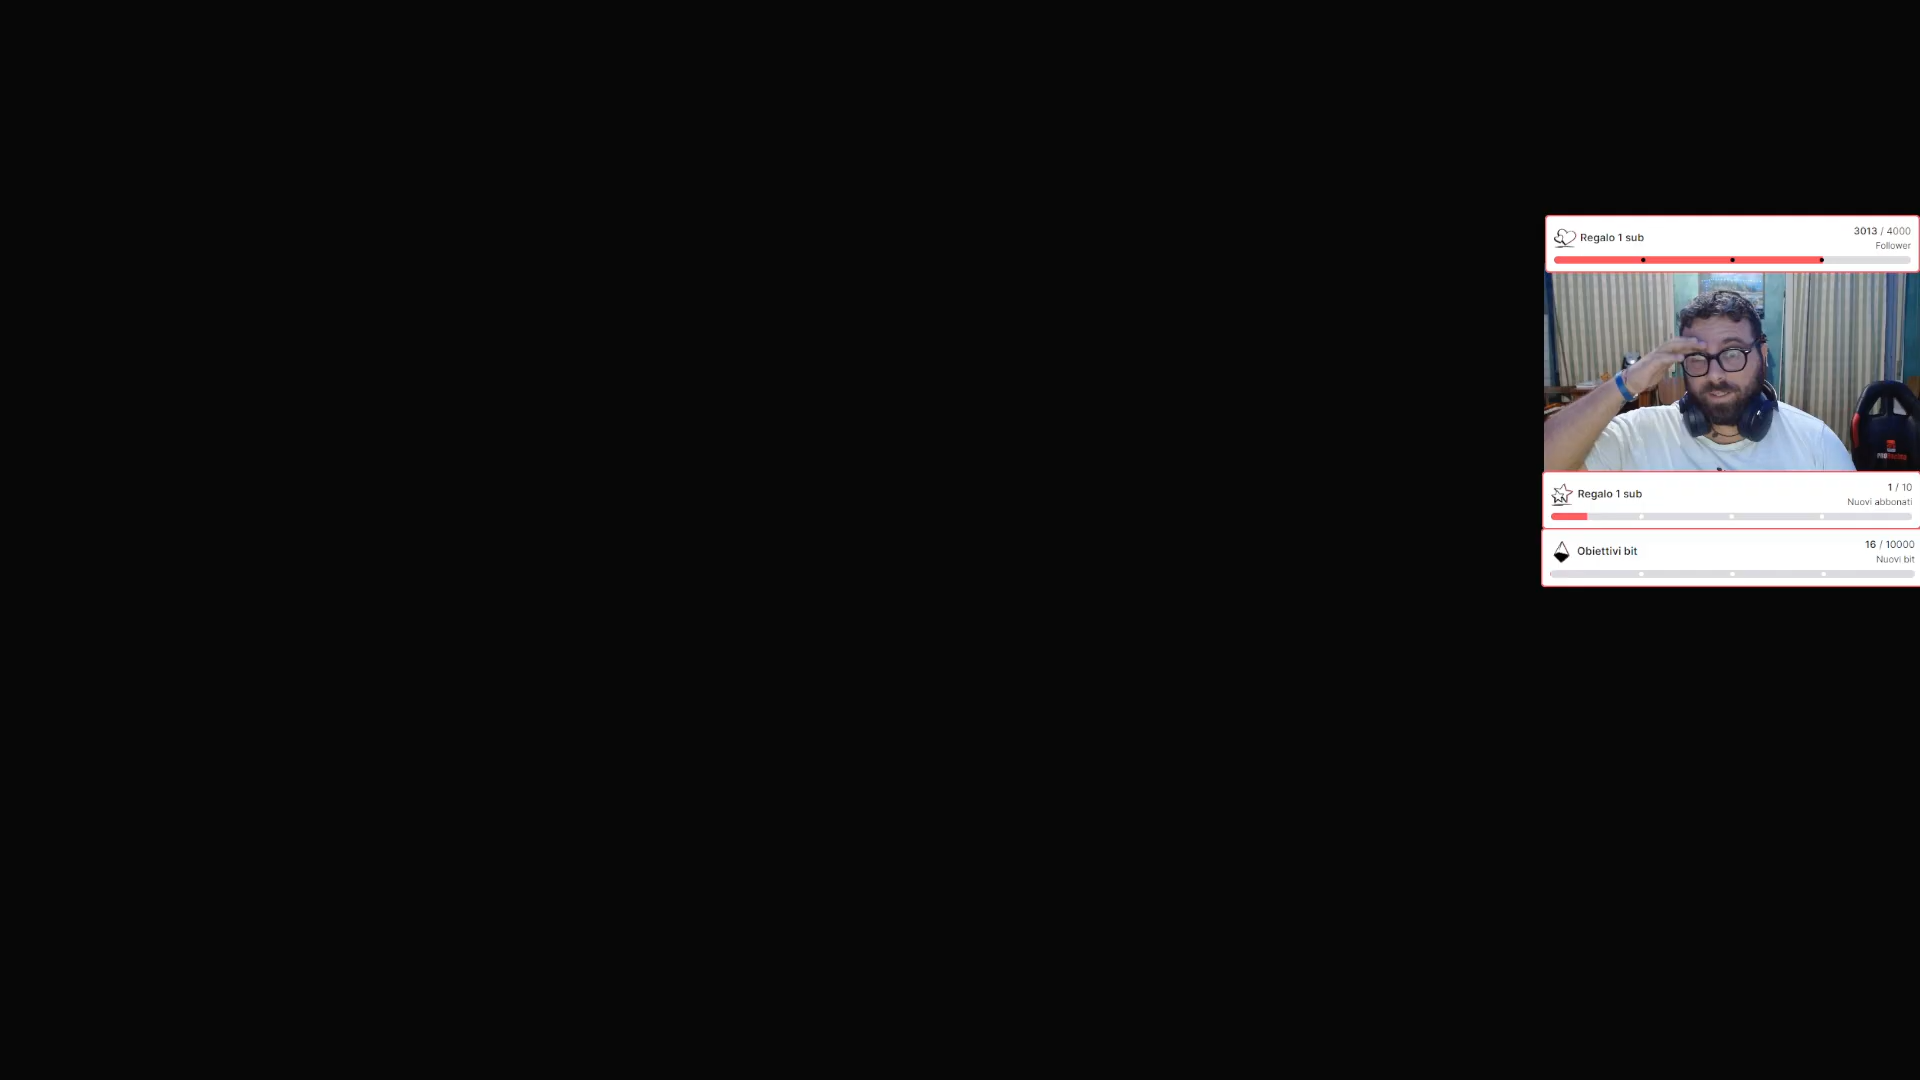 Regalo 1 sub
3013 / 4000
Follower
Regalo 1 sub
1 / 10
Nuovi abbonati
Obiettivi bit
16 / 10000
Nuovi bit